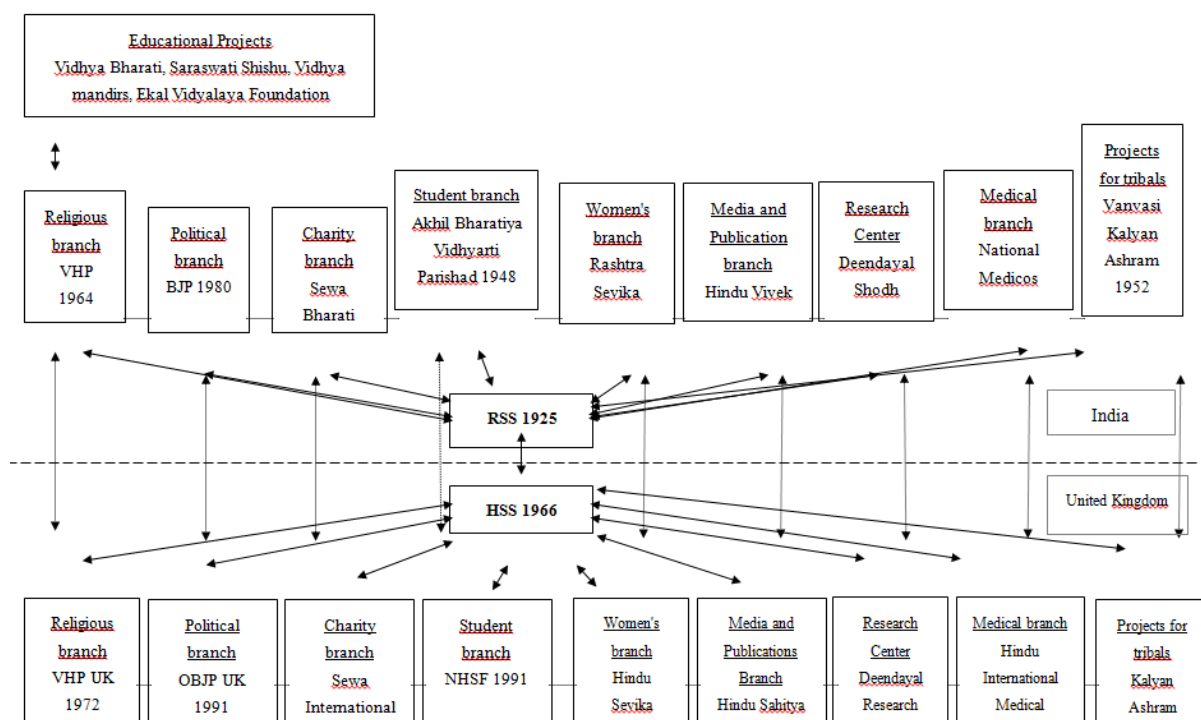 Educational Projects
Vidhya Bharati, Saraswati Shishu, Vidhya
mandirs, Ekal Vidyalaya Foundation
Religious
branch
VHP
1964
Political
branch
BJP 1980
Charity
branch
Sewa
Bharati
Student branch
Akhil Bharatiya
Vidhyarti
Parishad 1948
Women's
branch
Rashtra
Sevika
Media and
Publication
branch
Hindu Vivek
Research
Center
Deendayal
Shodh
Medical
branch
National
Medicos
Projects
for tribals
Vanvasi
Kalyan
Ashram
1952
RSS 1925
India
HSS 1966
United Kingdom
Religious
branch
VHP UK
1972
Political
branch
OBJP UK
1991
Charity
branch
Sewa
International
Student
branch
NHSF 1991
Women's
branch
Hindu
Sevika
Media and
Publications
Branch
Hindu Sahitya
Research
Center
Deendayal
Research
Medical branch
Hindu
International
Medical
Projects for
tribals
Kalyan
Ashram